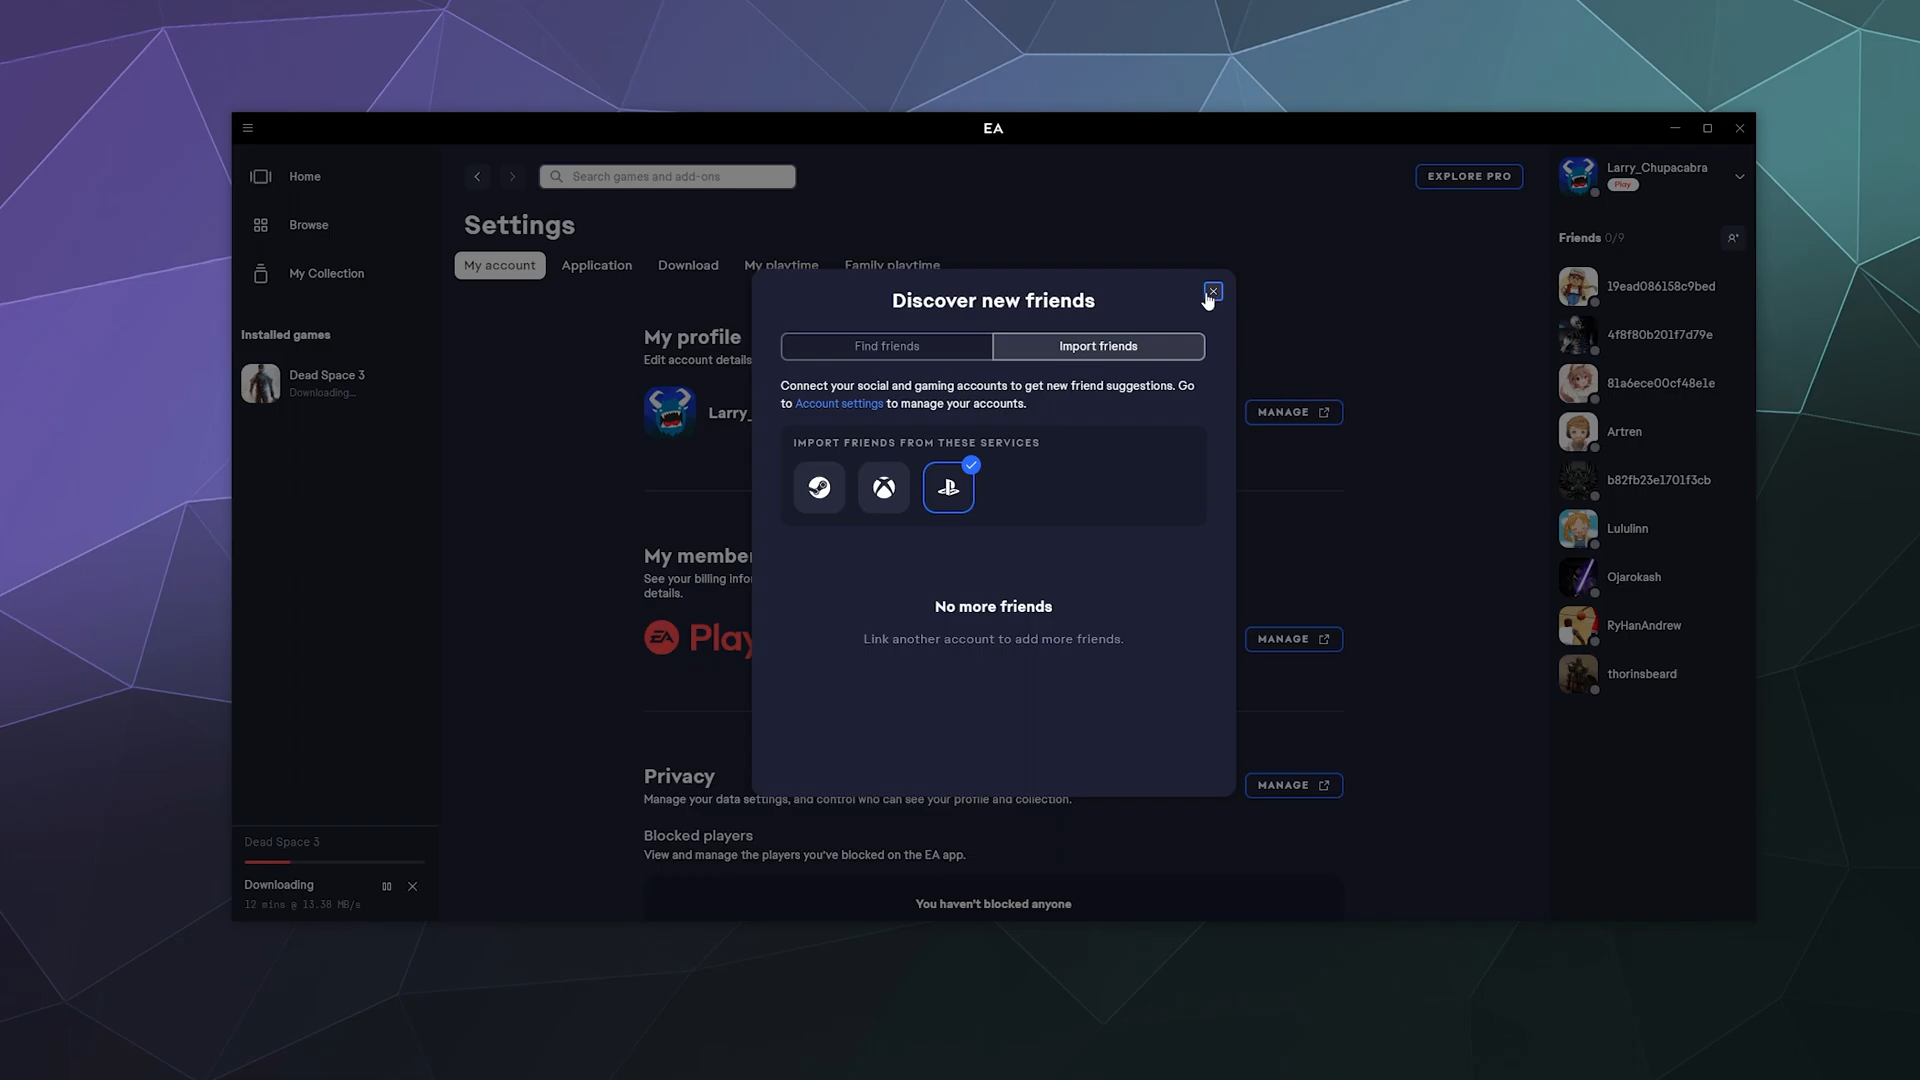 EA
Home
Browse
My Collection
Installed games
Dead Space 3
Downloading...
Dead Space 3
Downloading
12 mins @ 13.38 MB/s
Search games and add-ons
EXPLORE PRO
Settings
My account
Application
Download
My playtime
Family playtime
My profile
Edit account details
Larry_
MANAGE
My member
See your billing info
details.
EA Play
MANAGE
Privacy
Manage your data settings, and control who can see your profile and collection.
MANAGE
Blocked players
View and manage the players you've blocked on the EA app.
You haven't blocked anyone
Discover new friends
Find friends
Import friends
Connect your social and gaming accounts to get new friend suggestions. Go
to Account settings to manage your accounts.
IMPORT FRIENDS FROM THESE SERVICES
No more friends
Link another account to add more friends.
Larry_Chupacabra
Play
Friends 0/9
19ead086158c9bed
4f8f80b201f7d79e
81a6ece00cf48e1e
Artren
b82fb23e1701f3cb
Lululinn
Ojarokash
RyHanAndrew
thorinsbeard